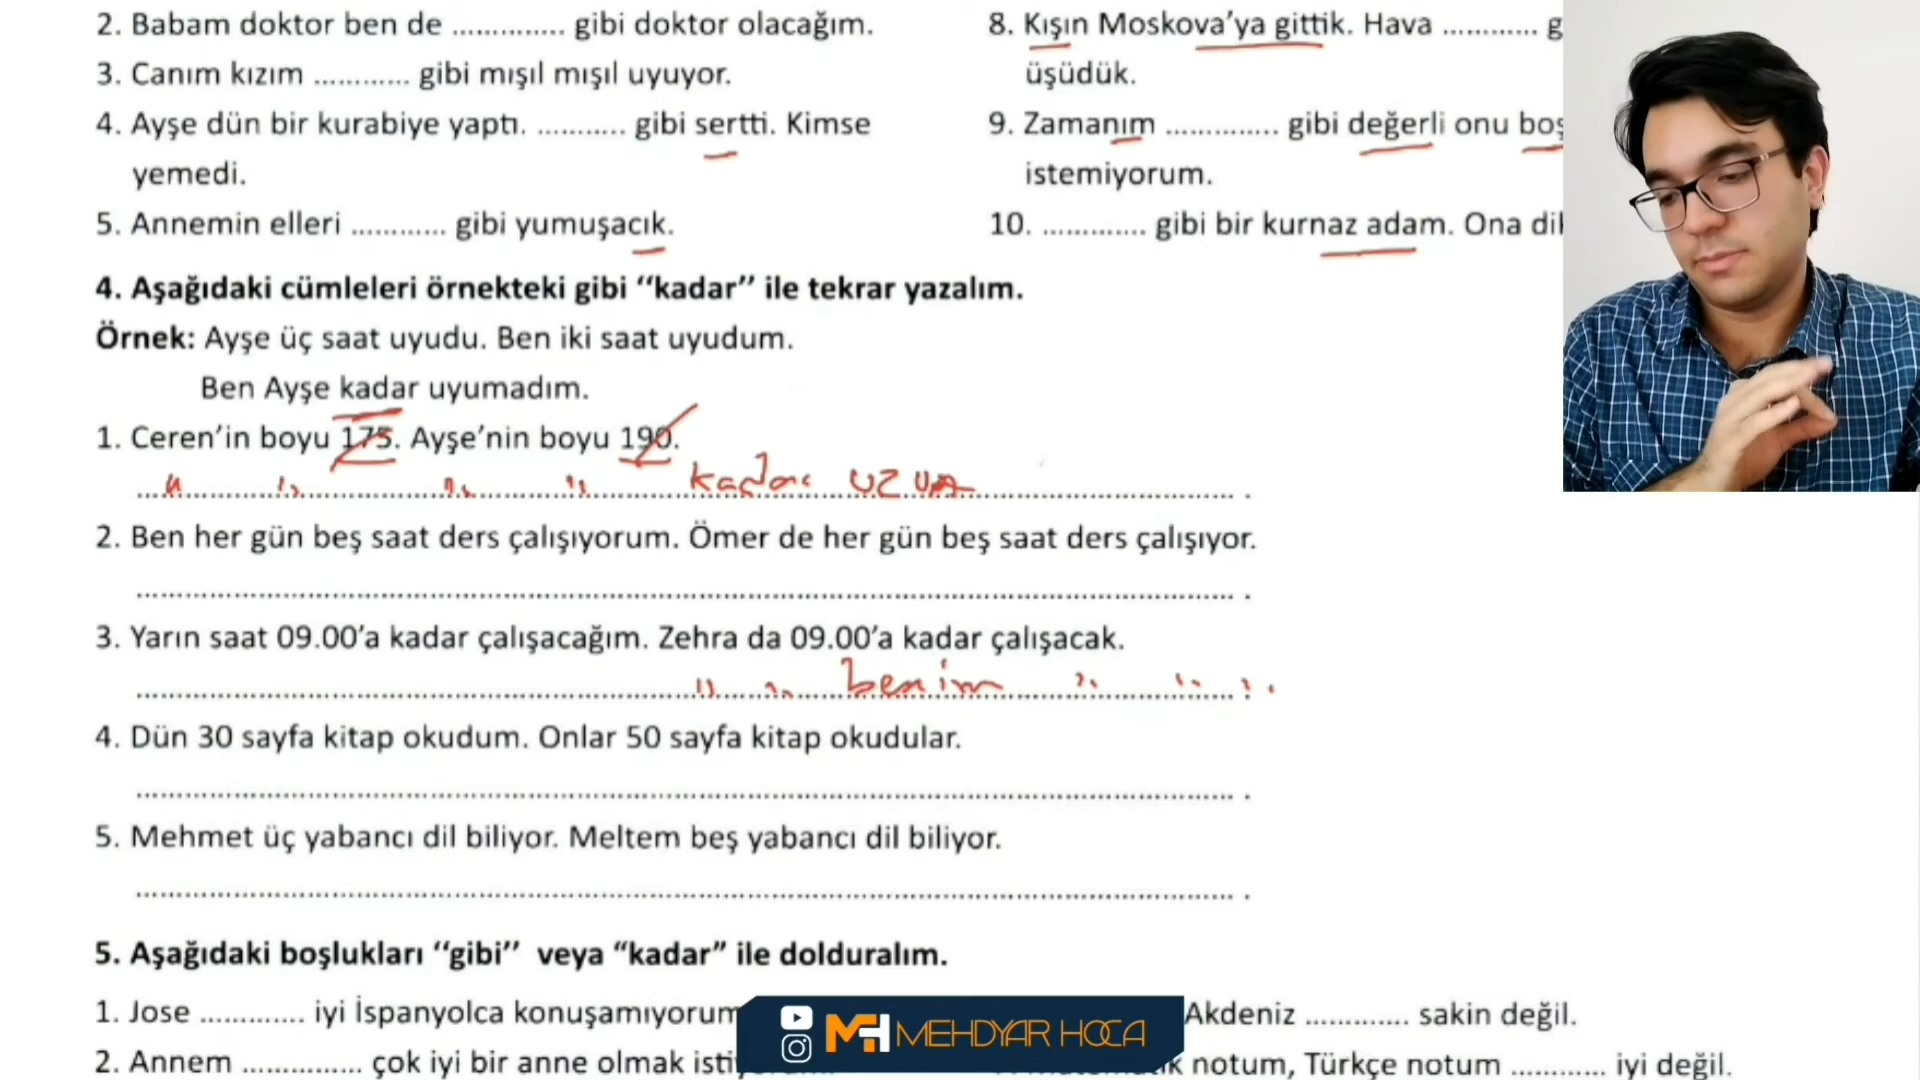 2. Babam doktor ben de .............. gibi doktor olacağım.
3. Canım kızım ............ gibi mışıl mışıl uyuyor.
4. Ayşe dün bir kurabiye yaptı. ........... gibi sertti. Kimse
yemedi.
5. Annemin elleri ............ gibi yumuşacık.
8. Kışın Moskova’ya gittik. Hava ............ g
üşüdük.
9. Zamanım .............. gibi değerli onu boş
istemiyorum.
10. ............. gibi bir kurnaz adam. Ona dik
4. Aşağıdaki cümleleri örnekteki gibi “kadar” ile tekrar yazalım.
Örnek: Ayşe üç saat uyudu. Ben iki saat uyudum.
Ben Ayşe kadar uyumadım.
1. Ceren’in boyu 175. Ayşe’nin boyu 190.
" " " " kadar uzun
2. Ben her gün beş saat ders çalışıyorum. Ömer de her gün beş saat ders çalışıyor.
3. Yarın saat 09.00’a kadar çalışacağım. Zehra da 09.00’a kadar çalışacak.
" " benim " " "
4. Dün 30 sayfa kitap okudum. Onlar 50 sayfa kitap okudular.
5. Mehmet üç yabancı dil biliyor. Meltem beş yabancı dil biliyor.
5. Aşağıdaki boşlukları “gibi” veya “kadar” ile dolduralım.
1. Jose ............. iyi İspanyolca konuşamıyorum
2. Annem ............... çok iyi bir anne olmak isti
Akdeniz ............. sakin değil.
notum, Türkçe notum ............ iyi değil.
MH MEHDYAR HOCA